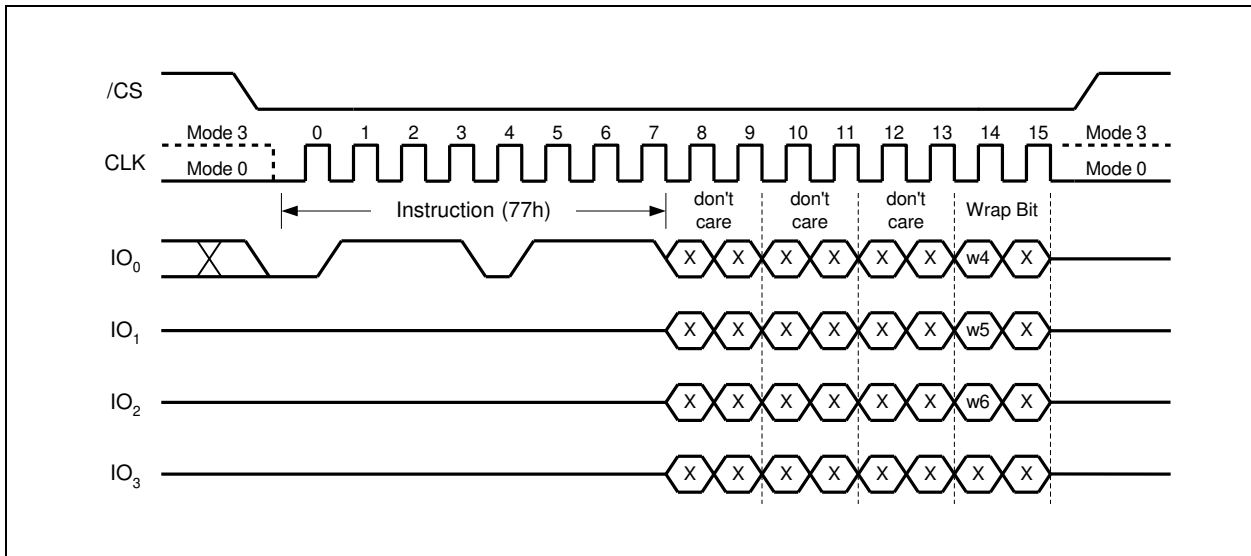 /CS
Mode 3 0 1 2 3 4 5 6 7 8 9 10 11 12 13 14 15 Mode 3
CLK Mode 0 Mode 0
Instruction (77h) don't care don't care don't care Wrap Bit
IO0 X X X X X X w4 X
IO1 X X X X X X w5 X
IO2 X X X X X X w6 X
IO3 X X X X X X X X